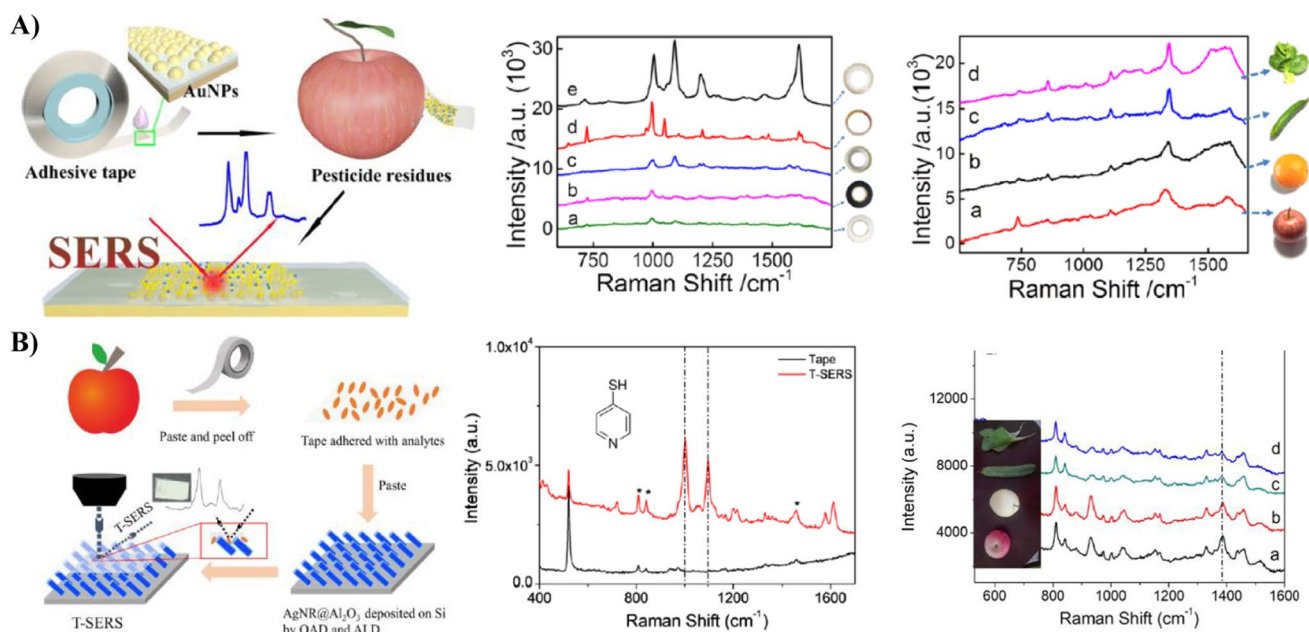 A)
AuNPs
Adhesive tape
Pesticide residues
SERS
Intensity /a.u. (10³)
30
20
10
0
e
d
c
b
a
750 1000 1250 1500
Raman Shift /cm⁻¹
Intensity /a.u. (10³)
20
15
10
5
0
d
c
b
a
750 1000 1250 1500
Raman Shift /cm⁻¹
B)
Paste and peel off
Tape adhered with analytes
Paste
T-SERS
T-SERS
AgNR@Al₂O₃ deposited on Si
by OAD and ALD
Intensity (a.u.)
1.0x10⁴
5.0x10³
0.0
SH
N
Tape
T-SERS
* * *
400 600 800 1000 1200 1400 1600
Raman Shift (cm⁻¹)
Intensity (a.u.)
12000
8000
4000
d
c
b
a
600 800 1000 1200 1400 1600
Raman Shift (cm⁻¹)